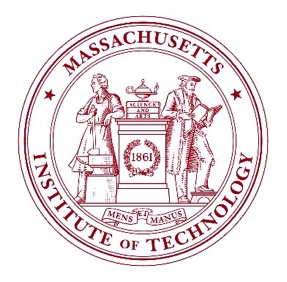 MASSACHUSETTS
INSTITUTE OF TECHNOLOGY
SCIENCE
AND
ARTS
1861
MENS ET MANUS